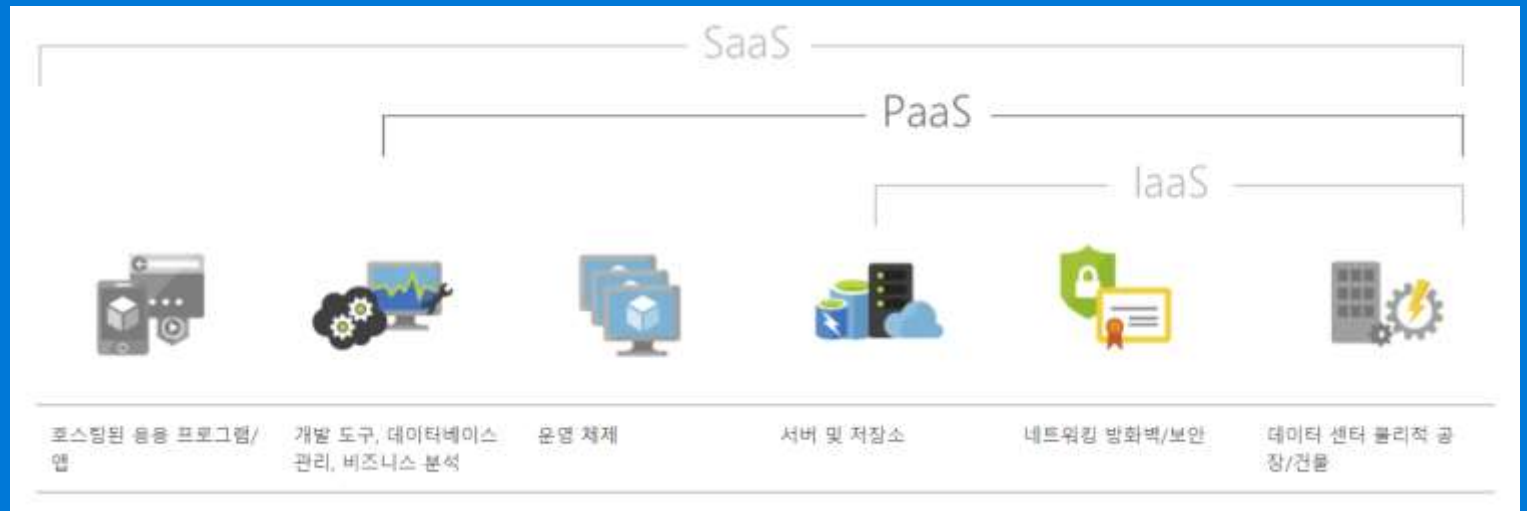 SaaS
PaaS
IaaS
호스팅된 응용 프로그램/
앱
개발 도구, 데이터베이스
관리, 비즈니스 분석
운영 체제
서버 및 저장소
네트워킹 방화벽/보안
데이터 센터 물리적 공
장/건물